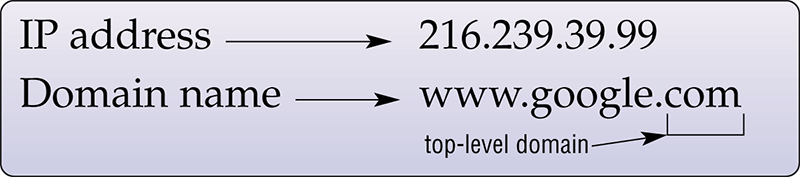 IP address 216.239.39.99
Domain name www.google.com
top-level domain